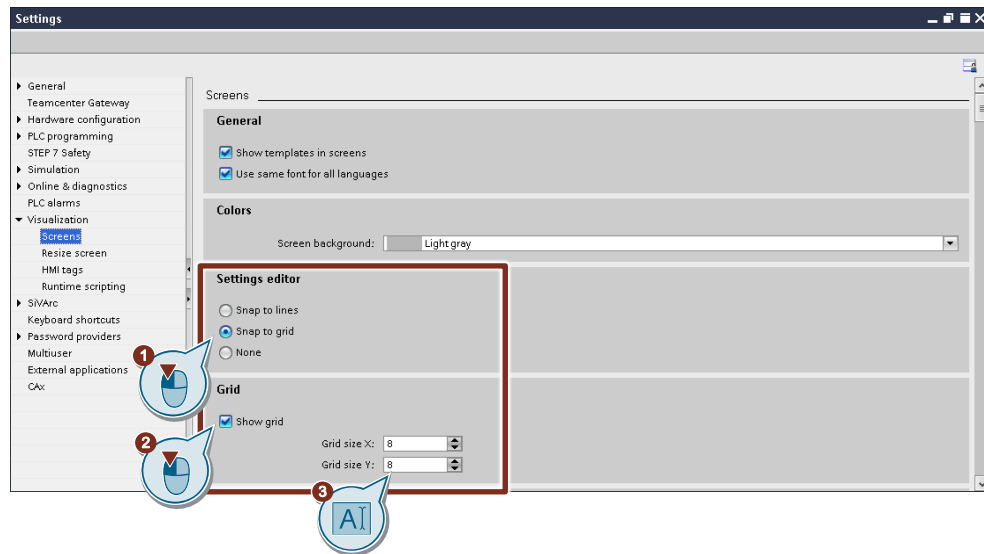 Settings
General
Teamcenter Gateway
Hardware configuration
PLC programming
STEP 7 Safety
Simulation
Online & diagnostics
PLC alarms
Visualization
Screens
Resize screen
HMI tags
Runtime scripting
SiVArc
Keyboard shortcuts
Password providers
Multiuser
External applications
CAx
Screens
General
Show templates in screens
Use same font for all languages
Colors
Screen background: Light gray
Settings editor
Snap to lines
Snap to grid
None
1
Grid
Show grid
2
Grid size X: 8
Grid size Y: 8
3
A